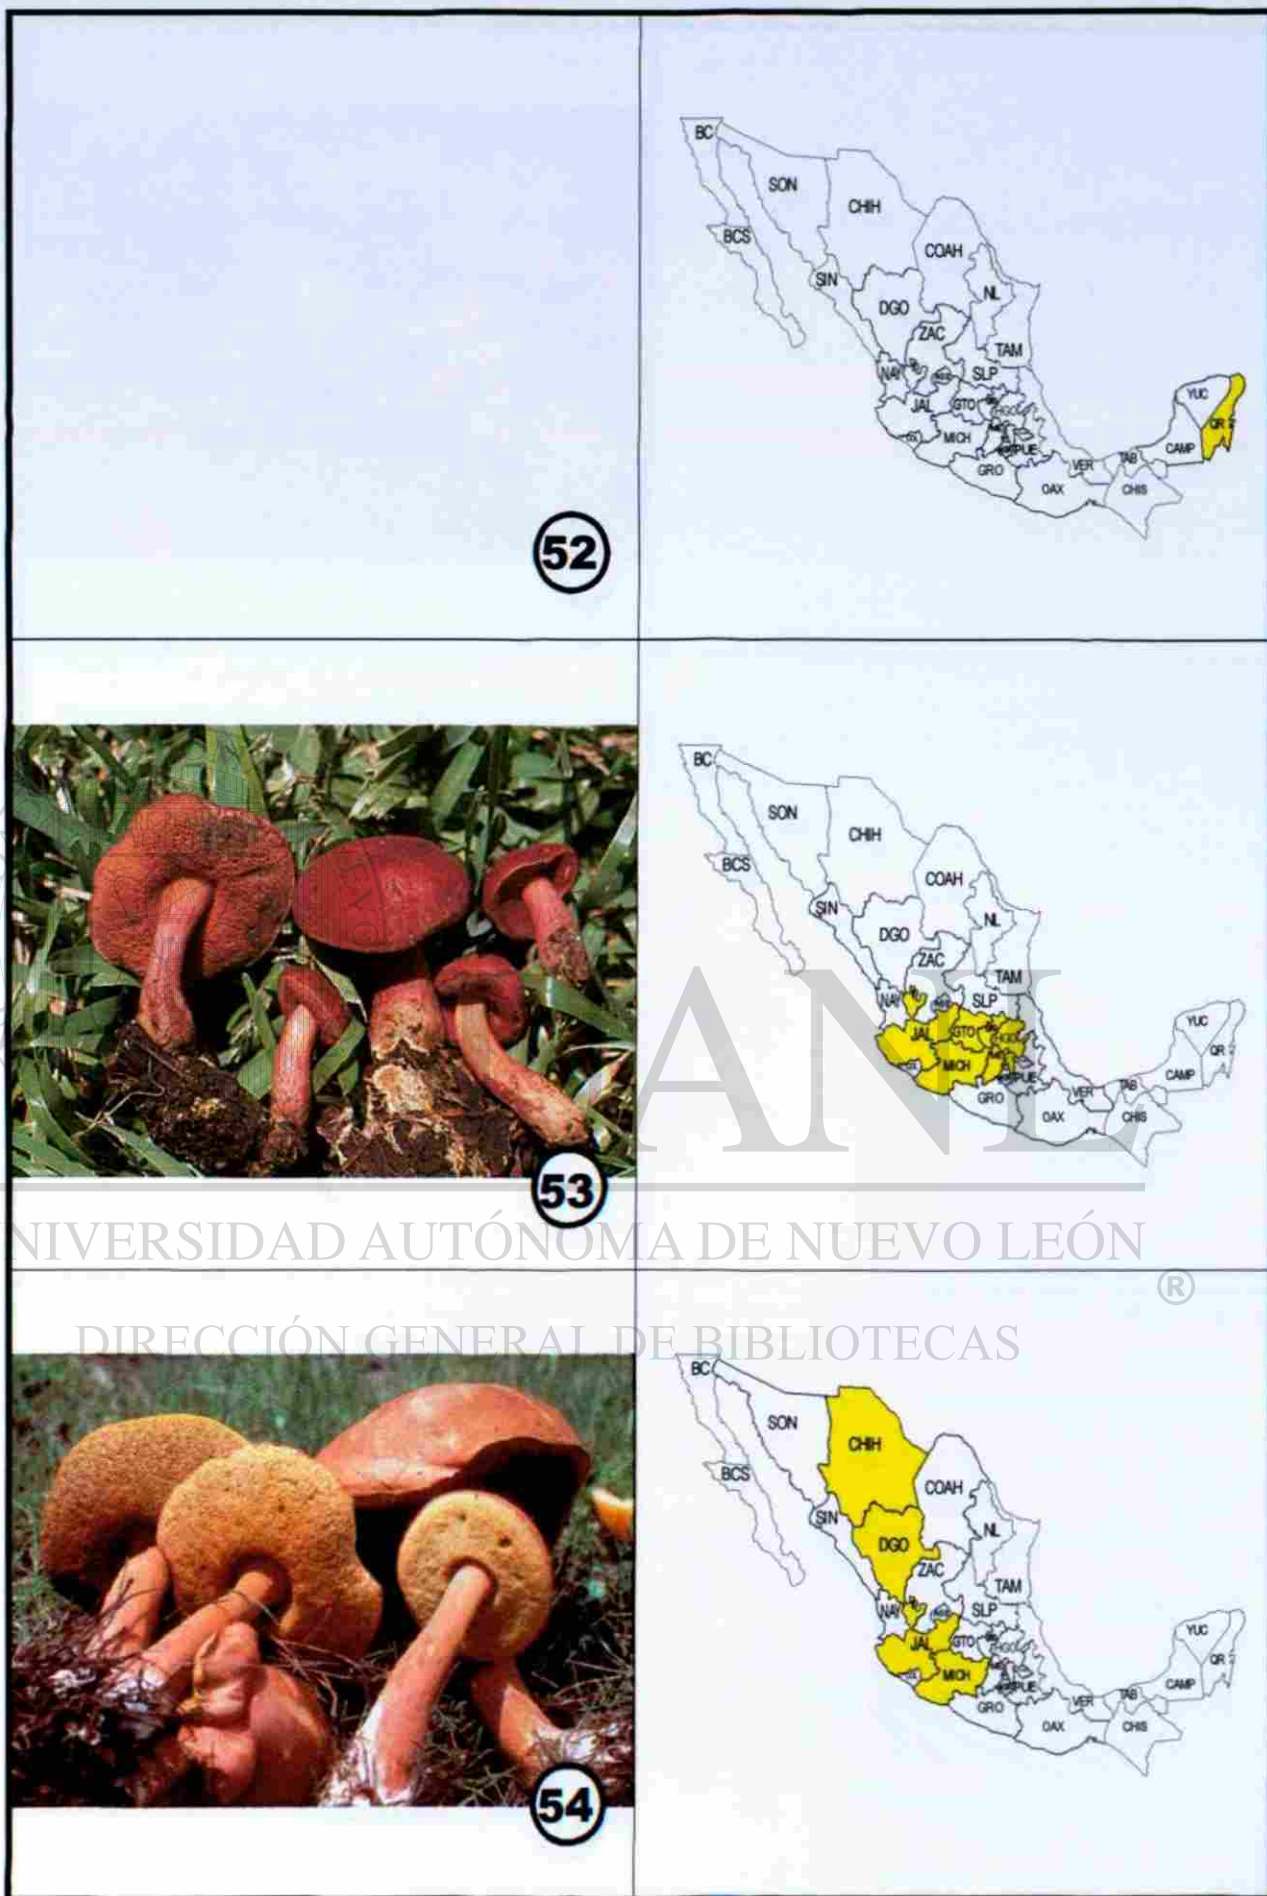 BC
SON
CHIH
BCS
COAH
SIN
NL
DGO
ZAC
TAM
NAY
SLP
JAL
GTO
HGO
MICH
PUE
GRO
VER
TAB
OAX
CHIS
CAMP
YUC
QR
52
BC
SON
CHIH
BCS
COAH
SIN
NL
DGO
ZAC
TAM
NAY
SLP
JAL
GTO
HGO
MICH
PUE
GRO
VER
TAB
OAX
CHIS
CAMP
YUC
QR
53
UANL
UNIVERSIDAD AUTÓNOMA DE NUEVO LEÓN
®
DIRECCIÓN GENERAL DE BIBLIOTECAS
BC
SON
CHIH
BCS
COAH
SIN
NL
DGO
ZAC
TAM
NAY
SLP
JAL
GTO
HGO
MICH
PUE
GRO
VER
TAB
OAX
CHIS
CAMP
YUC
QR
54